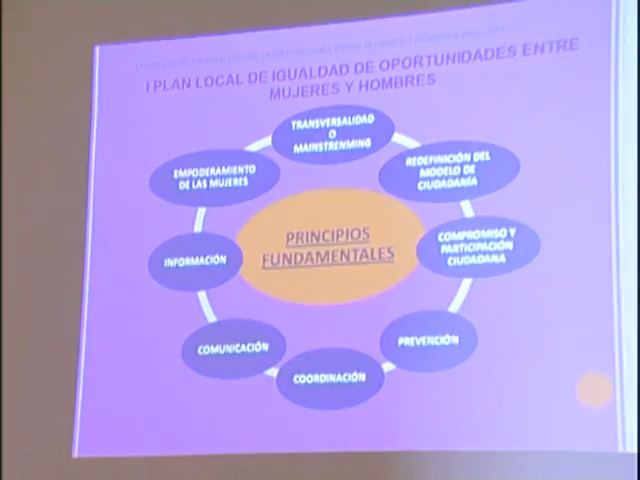 I PLAN LOCAL DE IGUALDAD DE OPORTUNIDADES ENTRE
MUJERES Y HOMBRES
TRANSVERSALIDAD
O
MAINSTRENMING
REDEFINICIÓN DEL
MODELO DE
CIUDADANÍA
COMPROMISO Y
PARTICIPACIÓN
CIUDADANA
PREVENCIÓN
COORDINACIÓN
COMUNICACIÓN
INFORMACIÓN
EMPODERAMIENTO
DE LAS MUJERES
PRINCIPIOS
FUNDAMENTALES